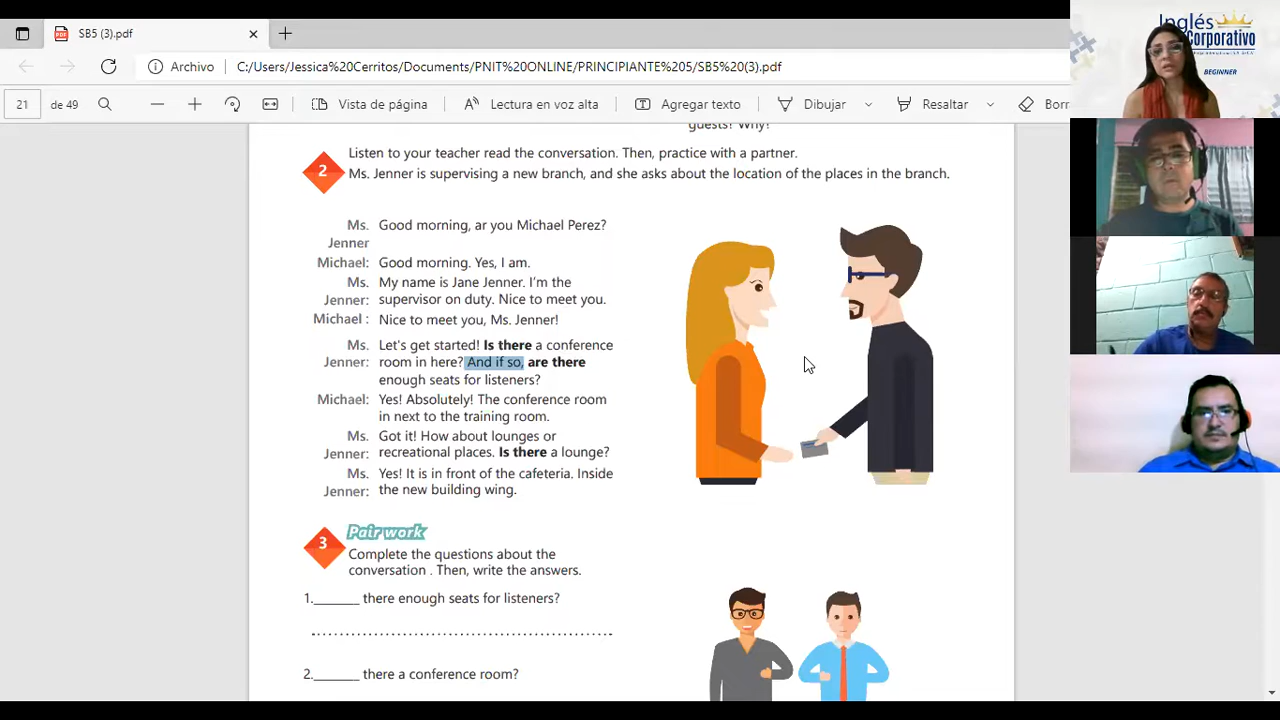 SB5 (3).pdf
Archivo
C:/Users/Jessica%20Cerritos/Documents/PNC%20ONLINE/PRINCIPIANTE%205/SB5%20(3).pdf
21
de 49
Vista de página
Lectura en voz alta
Agregar texto
Dibujar
Resaltar
Borr
Inglés
Corporativo
BEGINNER
guests? Why?
2
Listen to your teacher read the conversation. Then, practice with a partner.
Ms. Jenner is supervising a new branch, and she asks about the location of the places in the branch.
Ms. Jenner
Good morning, ar you Michael Perez?
Michael: Good morning. Yes, I am.
Ms. My name is Jane Jenner. I'm the
Jenner: supervisor on duty. Nice to meet you.
Michael : Nice to meet you, Ms. Jenner!
Ms. Let's get started! Is there a conference
Jenner: room in here? And if so, are there
enough seats for listeners?
Michael: Yes! Absolutely! The conference room
in next to the training room.
Ms. Got it! How about lounges or
Jenner: recreational places. Is there a lounge?
Ms. Yes! It is in front of the cafeteria. Inside
Jenner: the new building wing.
3
Pair work
Complete the questions about the
conversation . Then, write the answers.
1.______ there enough seats for listeners?
2.______ there a conference room?